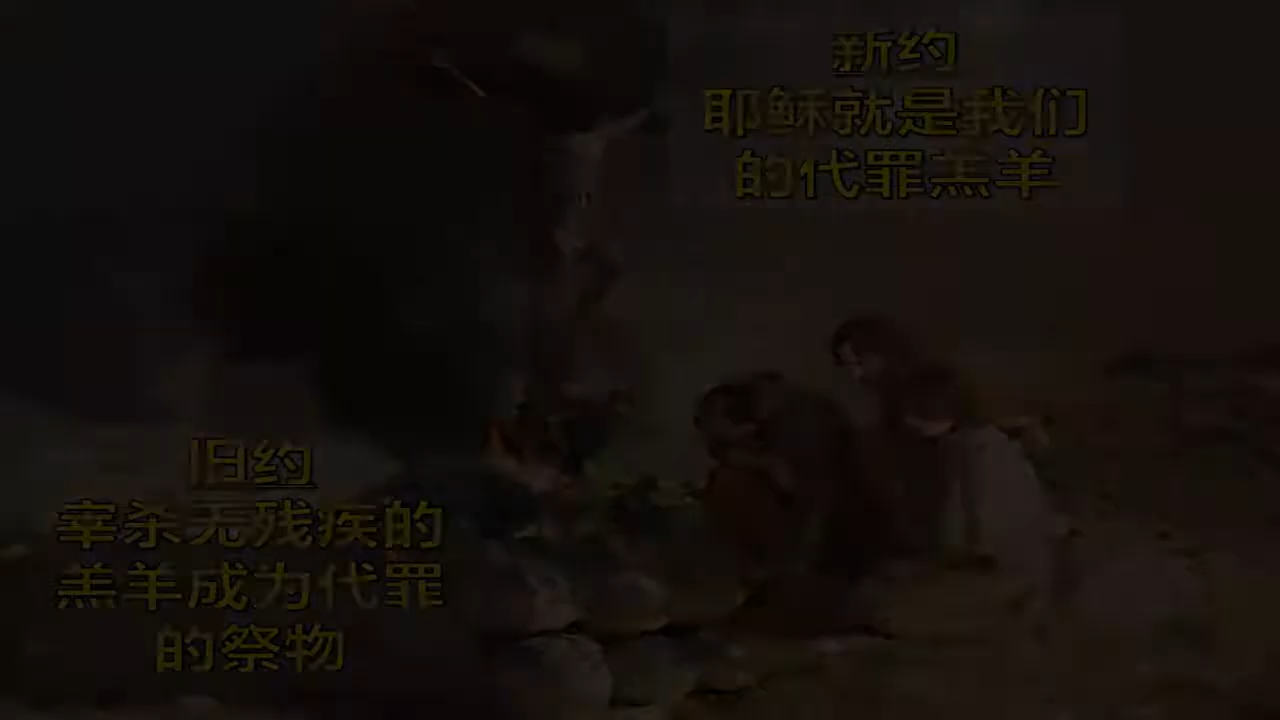 新约
耶稣就是我们
的代罪羔羊
旧约
宰杀无残疾的
羔羊成为代罪
的祭物